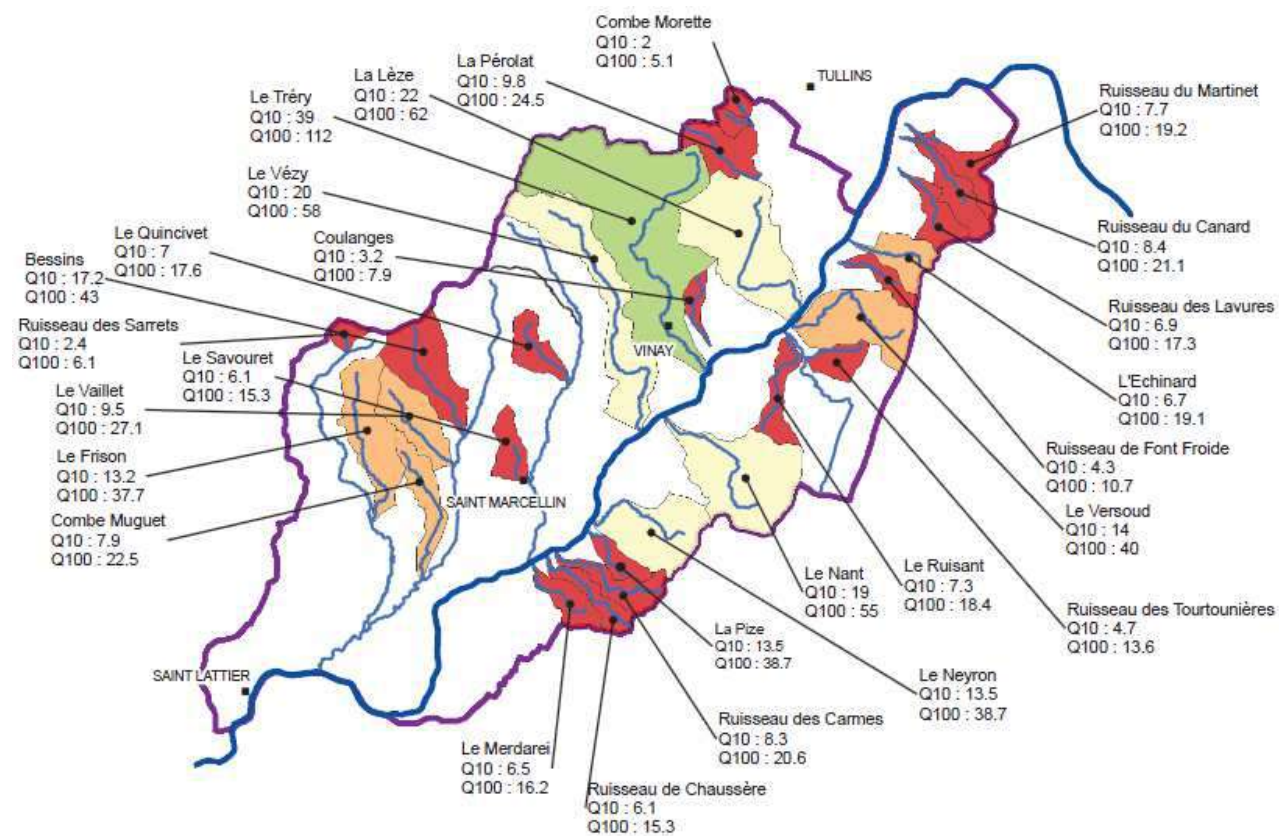 Combe Morette
Q10 : 2
Q100 : 5.1
TULLINS
La Pérolat
Q10 : 9.8
Q100 : 24.5
La Lèze
Q10 : 22
Q100 : 62
Le Tréry
Q10 : 39
Q100 : 112
Le Vézy
Q10 : 20
Q100 : 58
Le Quincivet
Q10 : 7
Q100 : 17.6
Coulanges
Q10 : 3.2
Q100 : 7.9
Bessins
Q10 : 17.2
Q100 : 43
Ruisseau des Sarrets
Q10 : 2.4
Q100 : 6.1
Le Savouret
Q10 : 6.1
Q100 : 15.3
Le Vaillet
Q10 : 9.5
Q100 : 27.1
Le Frison
Q10 : 13.2
Q100 : 37.7
Combe Muguet
Q10 : 7.9
Q100 : 22.5
VINAY
SAINT MARCELLIN
SAINT LATTIER
Ruisseau du Martinet
Q10 : 7.7
Q100 : 19.2
Ruisseau du Canard
Q10 : 8.4
Q100 : 21.1
Ruisseau des Lavures
Q10 : 6.9
Q100 : 17.3
L'Echinard
Q10 : 6.7
Q100 : 19.1
Ruisseau de Font Froide
Q10 : 4.3
Q100 : 10.7
Le Versoud
Q10 : 14
Q100 : 40
Le Ruisant
Q10 : 7.3
Q100 : 18.4
Le Nant
Q10 : 19
Q100 : 55
Ruisseau des Tourtounières
Q10 : 4.7
Q100 : 13.6
La Pize
Q10 : 13.5
Q100 : 38.7
Le Neyron
Q10 : 13.5
Q100 : 38.7
Ruisseau des Carmes
Q10 : 8.3
Q100 : 20.6
Le Merdarei
Q10 : 6.5
Q100 : 16.2
Ruisseau de Chaussère
Q10 : 6.1
Q100 : 15.3